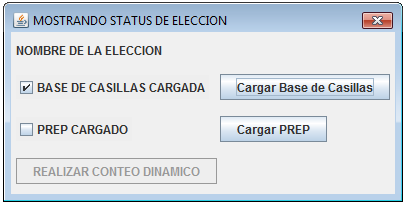 MOSTRANDO STATUS DE ELECCION
NOMBRE DE LA ELECCION
BASE DE CASILLAS CARGADA Cargar Base de Casillas
PREP CARGADO Cargar PREP
REALIZAR CONTEO DINAMICO